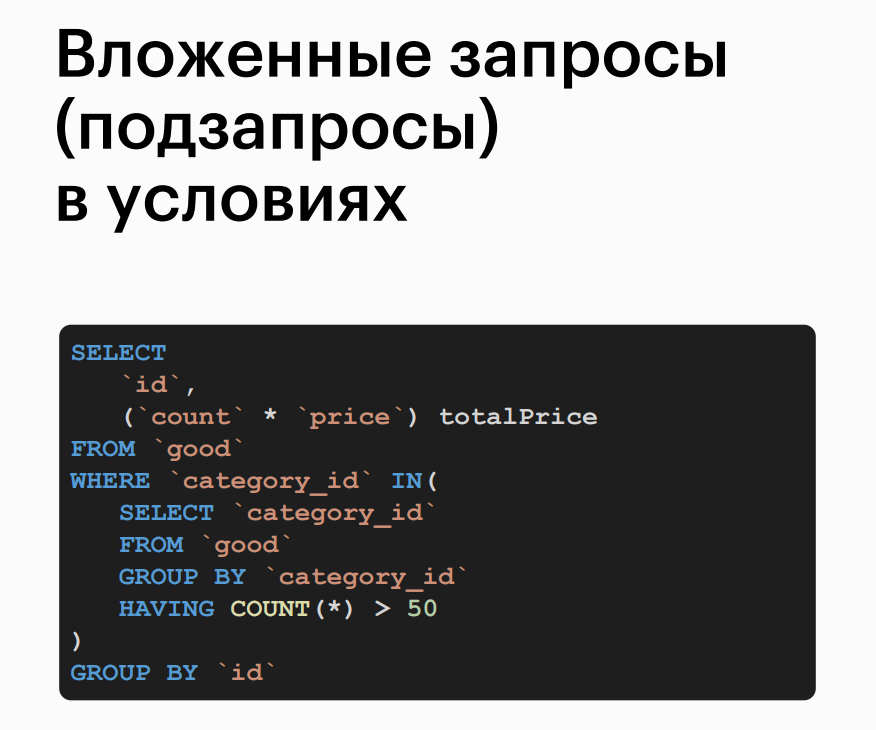 Вложенные запросы
(подзапросы)
в условиях
SELECT
`id`,
(`count` * `price`) totalPrice
FROM `good`
WHERE `category_id` IN(
SELECT `category_id`
FROM `good`
GROUP BY `category_id`
HAVING COUNT(*) > 50
)
GROUP BY `id`